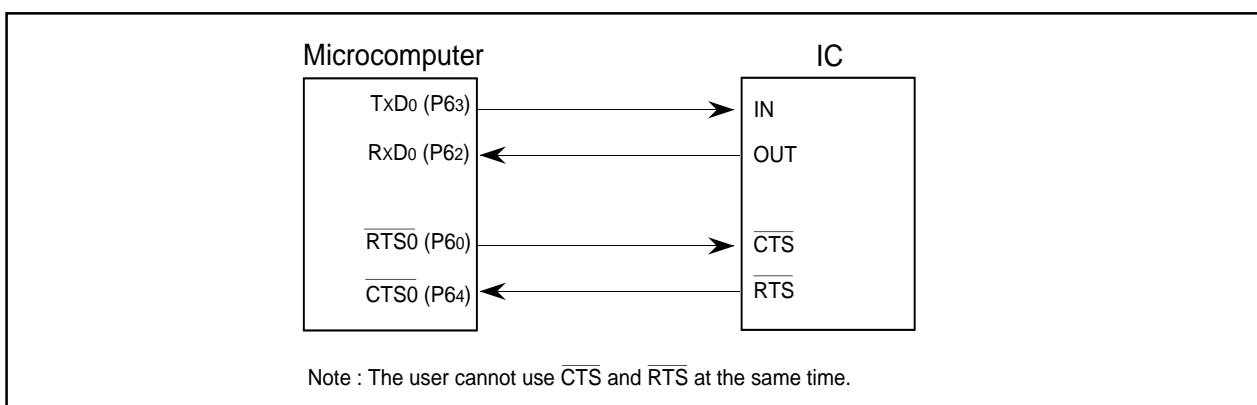 Microcomputer IC
TxD0 (P63) IN
RxD0 (P62) OUT
RTS0 (P60) CTS
CTS0 (P64) RTS
Note : The user cannot use CTS and RTS at the same time.